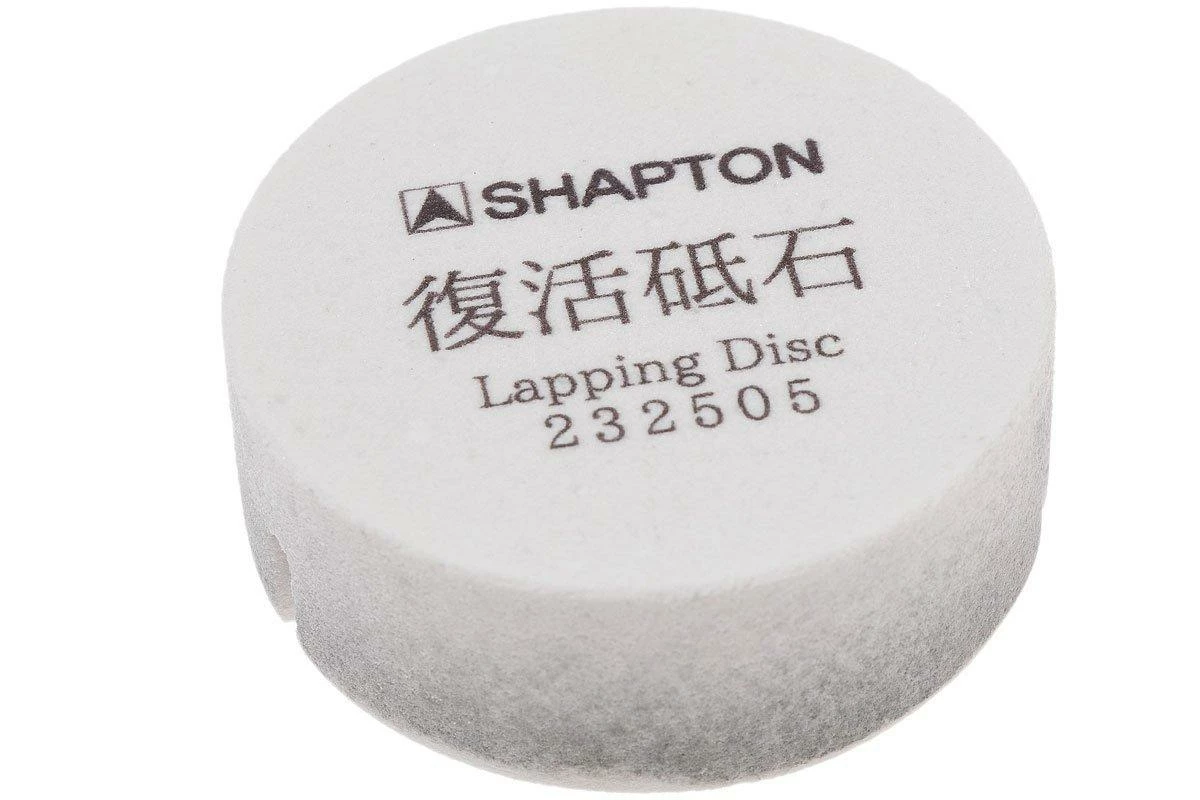 SHAPTON
復活砥石
Lapping Disc
232505